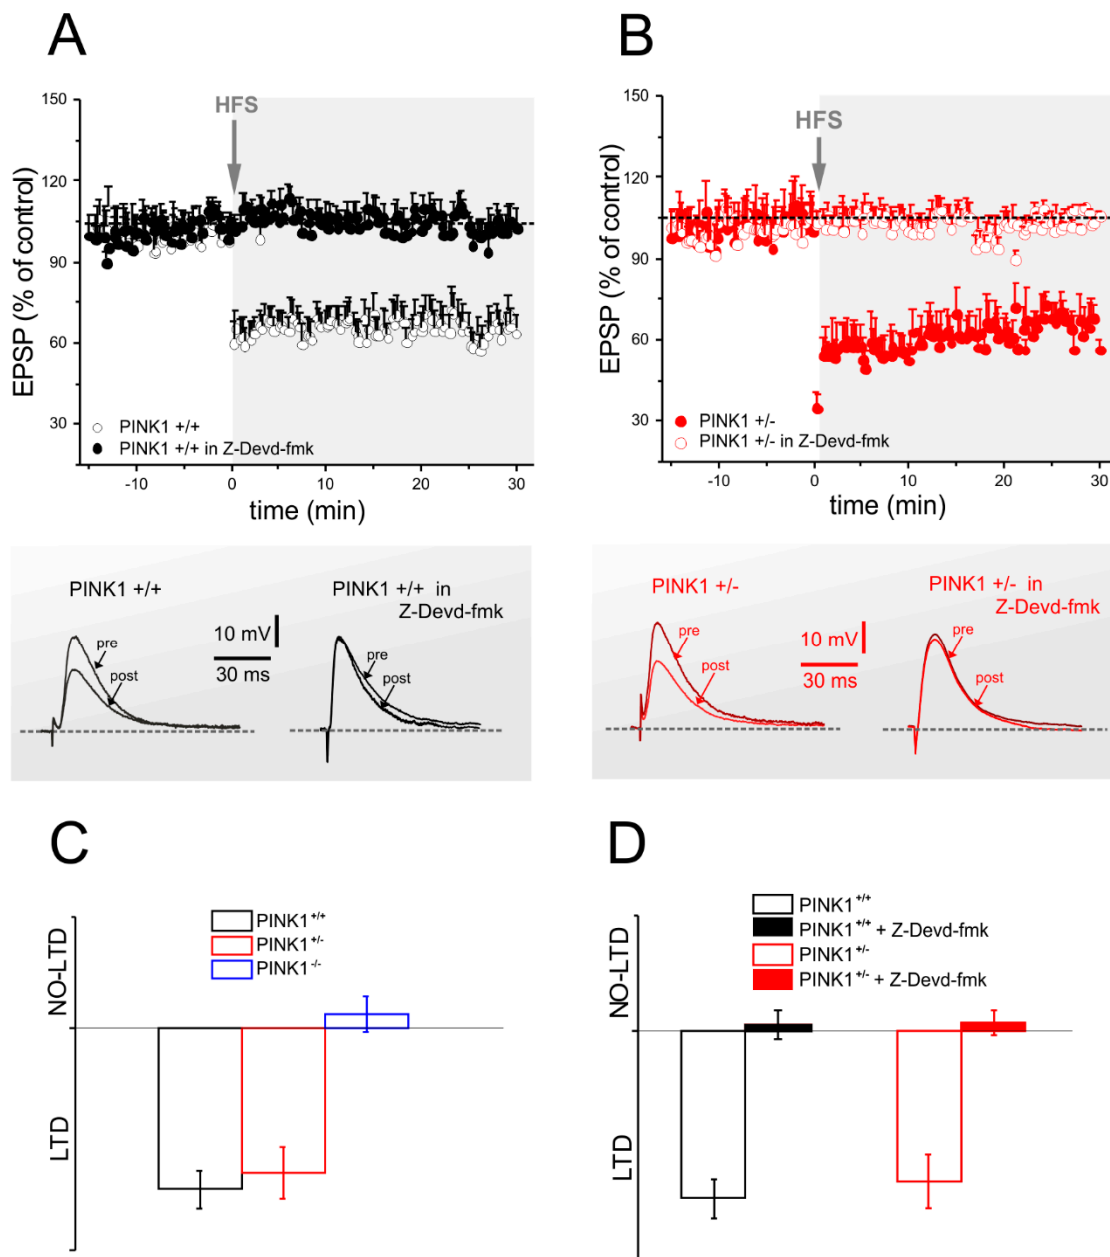 A
150
120
90
60
30
EPSP (% of control)
HFS
PINK1 +/+
PINK1 +/+ in Z-Devd-fmk
-10
0
10
20
30
time (min)
B
150
120
90
60
30
EPSP (% of control)
HFS
PINK1 +/-
PINK1 +/- in Z-Devd-fmk
-10
0
10
20
30
time (min)
PINK1 +/+
pre
post
10 mV
30 ms
PINK1 +/+ in
Z-Devd-fmk
pre
post
PINK1 +/-
pre
post
10 mV
30 ms
PINK1 +/- in
Z-Devd-fmk
pre
post
C
NO-LTD
LTD
PINK1+/+
PINK1+/-
PINK1-/-
D
NO-LTD
LTD
PINK1+/+
PINK1+/+ + Z-Devd-fmk
PINK1+/-
PINK1+/- + Z-Devd-fmk